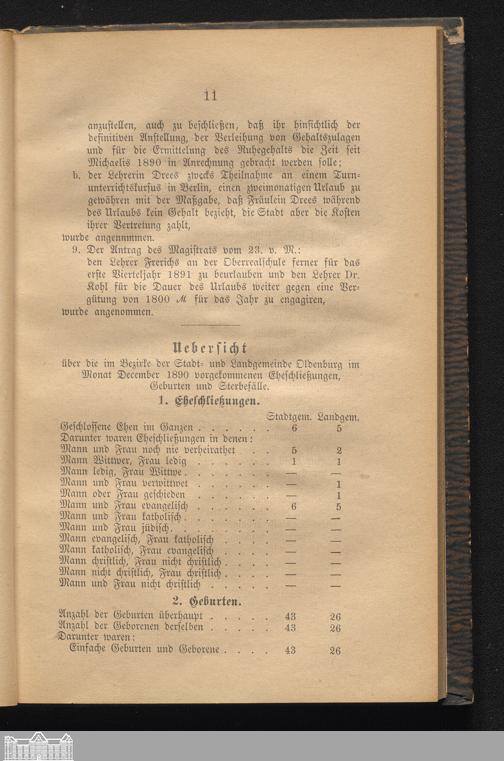 11
anzustellen, auch zu beschließen, daß ihr hinsichtlich der
definitiven Anstellung, der Verleihung von Gehaltszulagen
und für die Ermittelung des Ruhegehalts die Zeit seit
Michaelis 1890 in Anrechnung gebracht werden solle;
b. der Lehrerin Drees zwecks Theilnahme an einem Turn-
unterrichtskursus in Berlin, einen zweimonatigen Urlaub zu
gewähren mit der Maßgabe, daß Fräulein Drees während
des Urlaubs kein Gehalt bezieht, die Stadt aber die Kosten
ihrer Vertretung zahlt,
wurde angenommen.
9. Der Antrag des Magistrats vom 23. v. M.:
den Lehrer Frerichs an der Oberrealschule ferner für das
erste Vierteljahr 1891 zu beurlauben und den Lehrer Dr.
Kohl für die Dauer des Urlaubs weiter gegen eine Ver-
gütung von 1800 M für das Jahr zu engagiren,
wurde angenommen.
Uebersicht
über die im Bezirke der Stadt- und Landgemeinde Oldenburg im
Monat December 1890 vorgekommenen Eheschließungen,
Geburten und Sterbefälle.
1. Eheschließungen.
Stadtgem. Landgem.
Geschlossene Ehen im Ganzen . . . . . . 6 5
Darunter waren Eheschließungen in denen:
Mann und Frau noch nie verheirathet . . 5 2
Mann Wittwer, Frau ledig . . . . . . 1 1
Mann ledig, Frau Wittwe . . . . . . — —
Mann und Frau verwittwet . . . . . . — 1
Mann oder Frau geschieden . . . . . . — 1
Mann und Frau evangelisch . . . . . . 6 5
Mann und Frau katholisch . . . . . . — —
Mann und Frau jüdisch . . . . . . — —
Mann evangelisch, Frau katholisch . . . . — —
Mann katholisch, Frau evangelisch . . . . — —
Mann christlich, Frau nicht christlich . . . . — —
Mann nicht christlich, Frau christlich . . . . — —
Mann und Frau nicht christlich . . . . . — —
2. Geburten.
Anzahl der Geburten überhaupt . . . . . 43 26
Anzahl der Geborenen derselben . . . . . 43 26
Darunter waren:
Einfache Geburten und Geborene . . . . 43 26